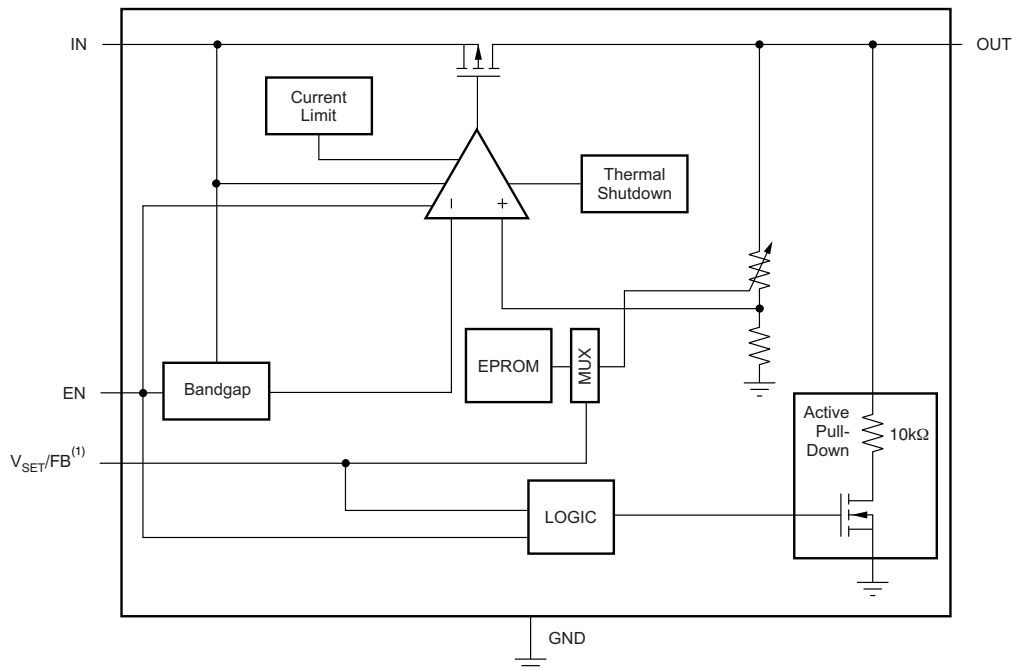 IN
OUT
Current
Limit
Thermal
Shutdown
− +
EPROM
MUX
Bandgap
EN
Active
Pull-
Down
10kΩ
V_SET/FB(1)
LOGIC
GND